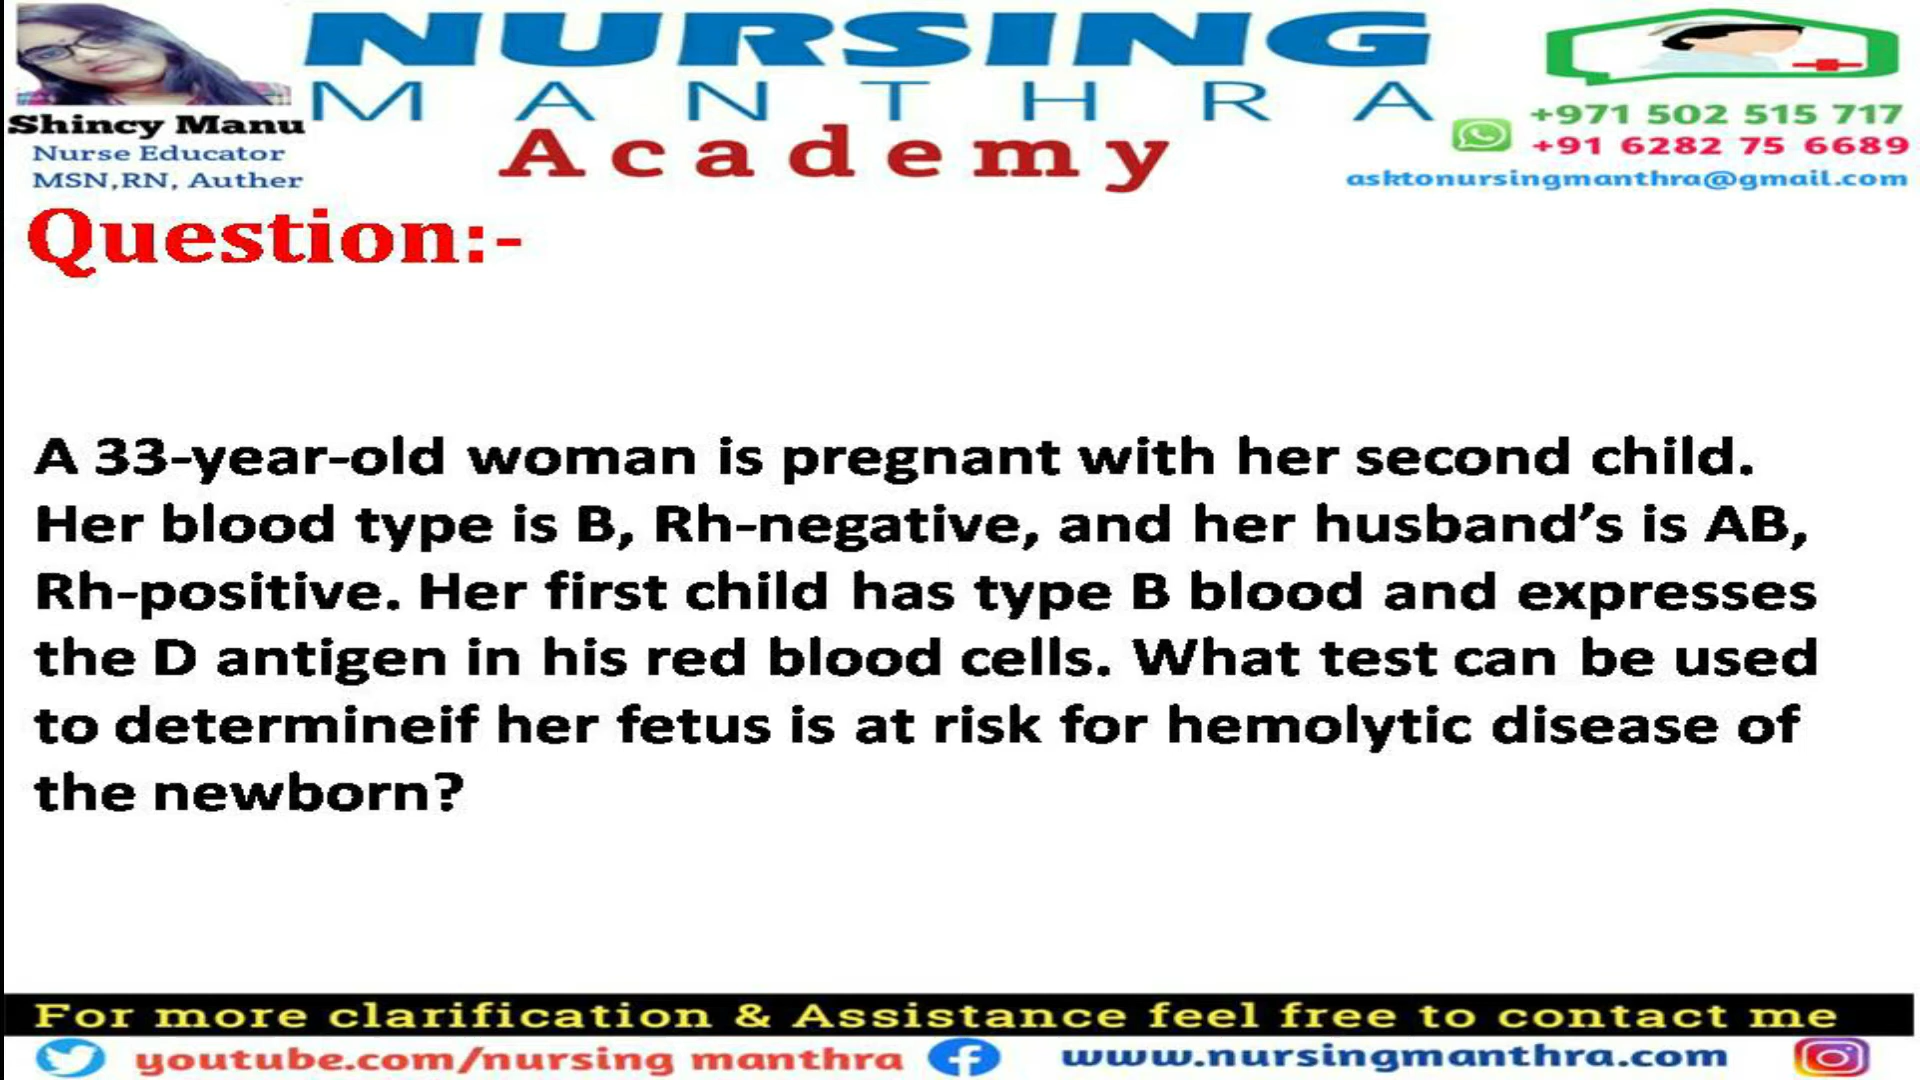 NURSING
MANTHRA
Academy
Shincy Manu
Nurse Educator
MSN,RN, Auther
+971 502 515 717
+91 6282 75 6689
asktonursingmanthra@gmail.com
Question:-
A 33-year-old woman is pregnant with her second child.
Her blood type is B, Rh-negative, and her husband’s is AB,
Rh-positive. Her first child has type B blood and expresses
the D antigen in his red blood cells. What test can be used
to determineif her fetus is at risk for hemolytic disease of
the newborn?
For more clarification & Assistance feel free to contact me
youtube.com/nursing manthra
www.nursingmanthra.com